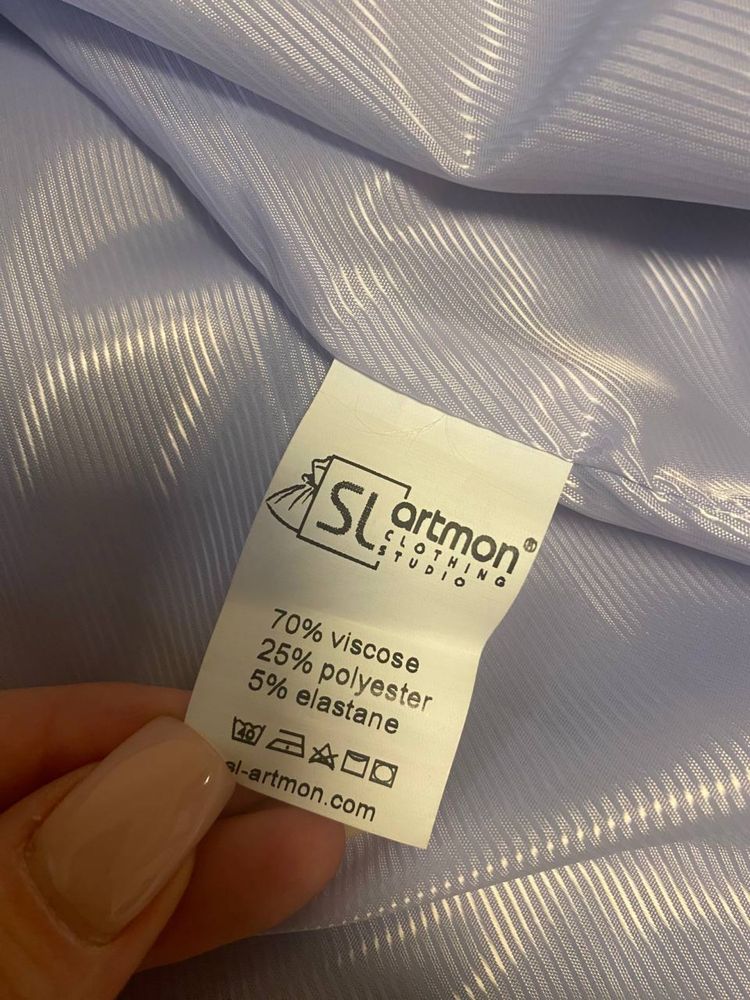 SL artmon®
CLOTHING
STUDIO
70% viscose
25% polyester
5% elastane
40
sl-artmon.com